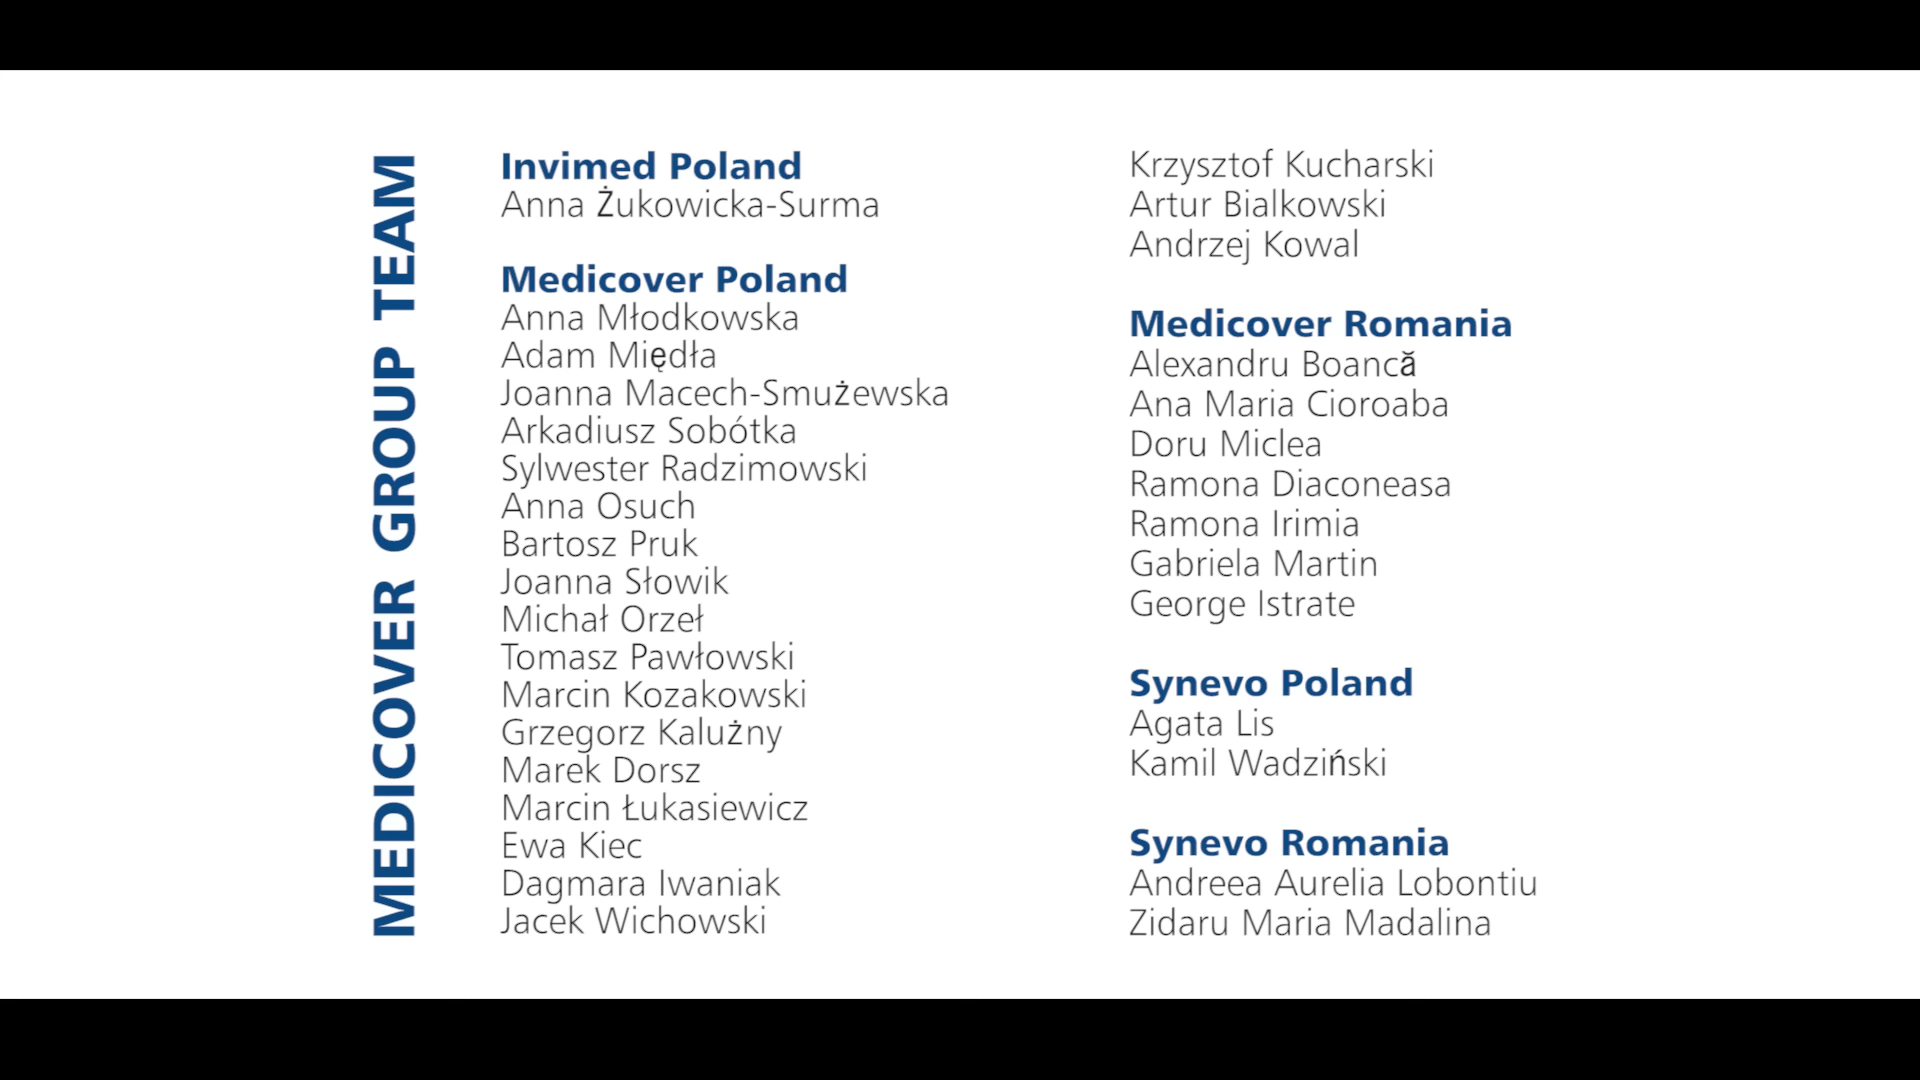 MEDICOVER GROUP TEAM
Invimed Poland
Anna Żukowicka-Surma
Medicover Poland
Anna Młodkowska
Adam Międła
Joanna Macech-Smużewska
Arkadiusz Sobótka
Sylwester Radzimowski
Anna Osuch
Bartosz Pruk
Joanna Słowik
Michał Orzeł
Tomasz Pawłowski
Marcin Kozakowski
Grzegorz Kalużny
Marek Dorsz
Marcin Łukasiewicz
Ewa Kiec
Dagmara Iwaniak
Jacek Wichowski
Krzysztof Kucharski
Artur Bialkowski
Andrzej Kowal
Medicover Romania
Alexandru Boancă
Ana Maria Cioroaba
Doru Miclea
Ramona Diaconeasa
Ramona Irimia
Gabriela Martin
George Istrate
Synevo Poland
Agata Lis
Kamil Wadziński
Synevo Romania
Andreea Aurelia Lobontiu
Zidaru Maria Madalina